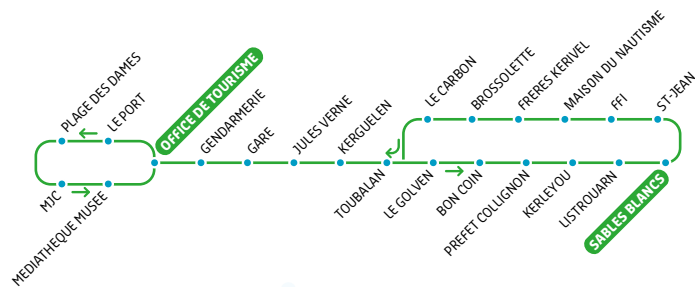 PLAGE DES DAMES
LE PORT
OFFICE DE TOURISME
GENDARMERIE
GARE
JULES VERNE
KERGUELEN
LE CARBON
BROSSOLETTE
FRERES KERIVEL
MAISON DU NAUTISME
FFI
ST-JEAN
MJC
MEDIATHEQUE MUSEE
TOUBALAN
LE GOLVEN
BON COIN
PREFET COLLIGNON
KERLEYOU
LISTROUARN
SABLES BLANCS